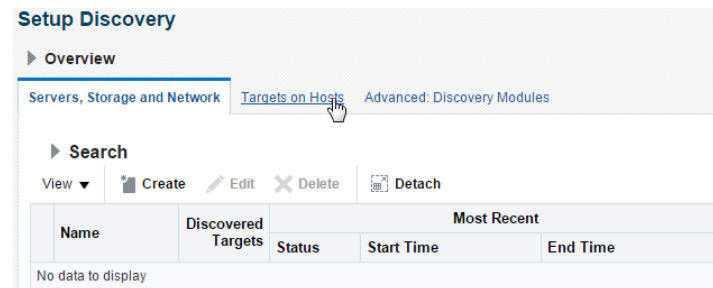 Setup Discovery
Overview
Servers, Storage and Network Targets on Hosts Advanced: Discovery Modules
Search
View Create Edit Delete Detach
Name Discovered Targets Most Recent
Status Start Time End Time
No data to display